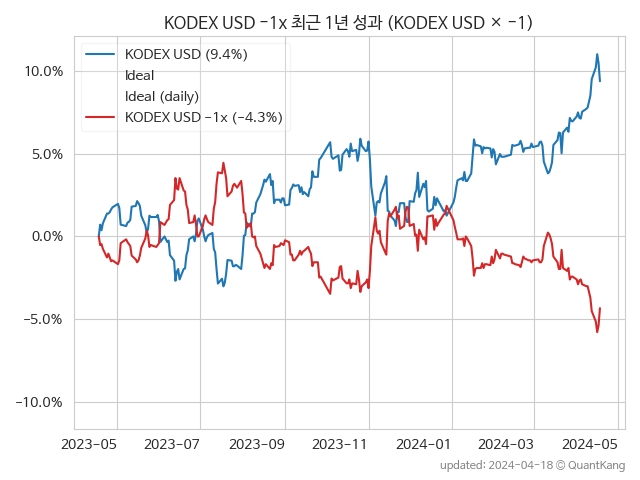 KODEX USD -1x 최근 1년 성과 (KODEX USD × -1)
KODEX USD (9.4%)
Ideal
Ideal (daily)
KODEX USD -1x (-4.3%)
10.0%
5.0%
0.0%
-5.0%
-10.0%
2023-05 2023-07 2023-09 2023-11 2024-01 2024-03 2024-05
updated: 2024-04-18 © QuantKang